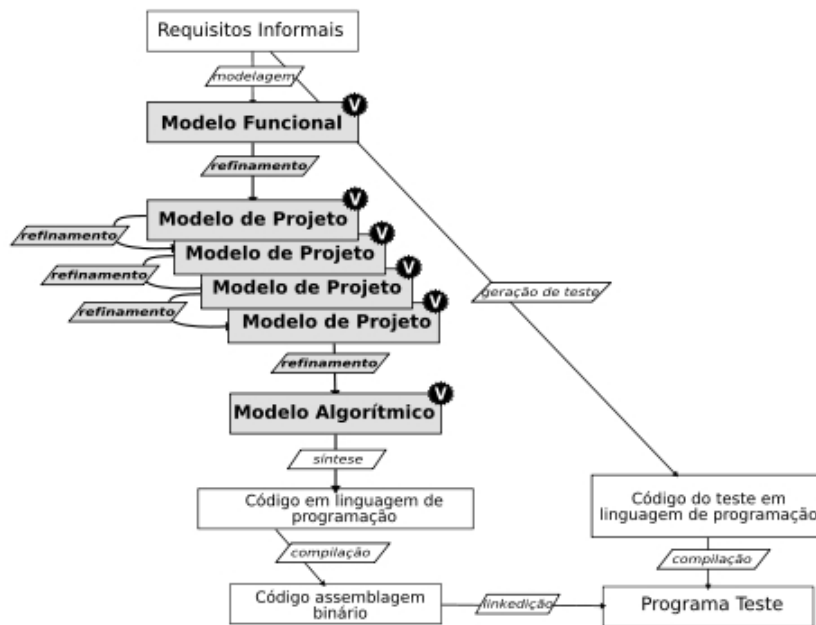 Requisitos Informais
modelagem
V
Modelo Funcional
refinamento
V
Modelo de Projeto
refinamento
V
Modelo de Projeto
refinamento
V
Modelo de Projeto
refinamento
V
Modelo de Projeto
geração de teste
refinamento
V
Modelo Algorítmico
síntese
Código em linguagem de
programação
Código do teste em
linguagem de programação
compilação
compilação
Código assemblagem
binário
linkedição
Programa Teste